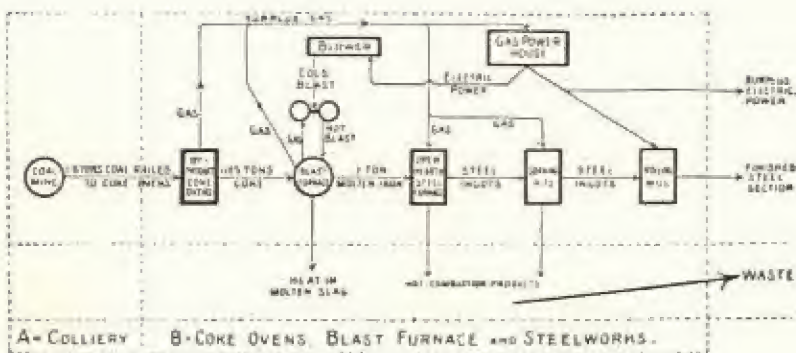 SURPLUS GAS
BLOWER
GAS POWER
HOUSE
COLD
BLAST
ELECTRIC
POWER
SURPLUS
ELECTRIC
POWER
GAS
GAS
GAS
HOT
BLAST
GAS
GAS
COAL
MINE
TONS COAL RAILED
TO COKE OVENS
BY-
PRODUCT
COKE
OVENS
TONS
COKE
BLAST
FURNACE
1 TON
MOLTEN IRON
OPEN
HEARTH
STEEL
FURNACE
STEEL
INGOTS
SOAKING
PITS
STEEL
INGOTS
ROLLING
MILLS
FINISHED
STEEL
SECTION
HEAT IN
MOLTEN SLAG
HOT COMBUSTION PRODUCTS
WASTE
A=COLLIERY
B-COKE OVENS, BLAST FURNACE AND STEELWORKS.